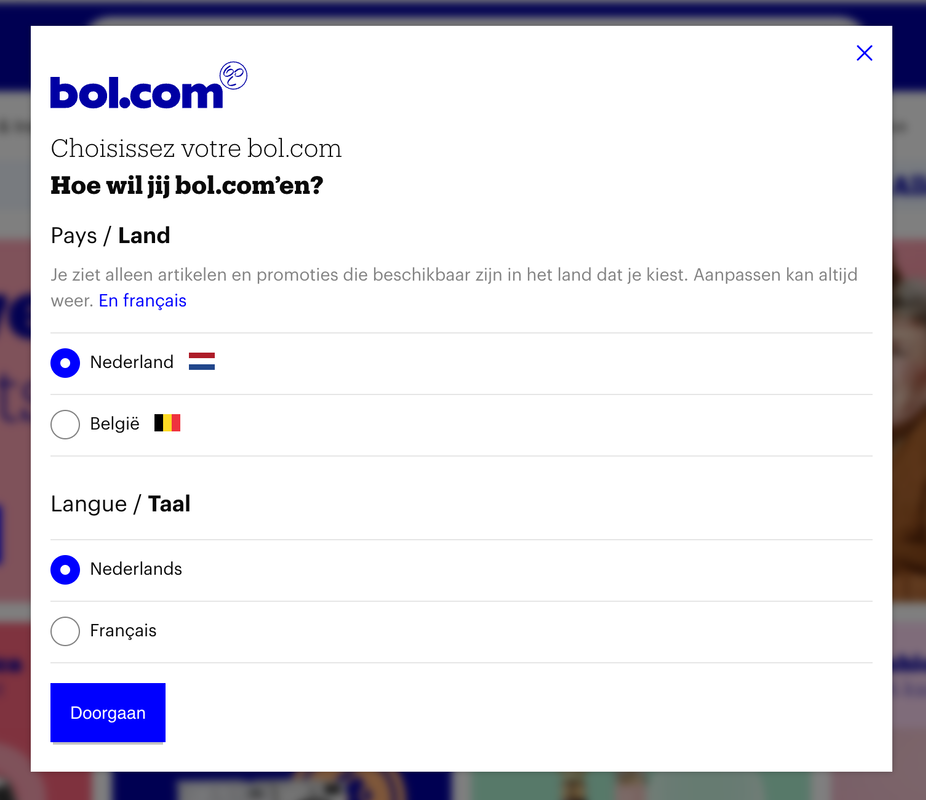 bol.com
Choisissez votre bol.com
Hoe wil jij bol.com’en?
Pays / Land
Je ziet alleen artikelen en promoties die beschikbaar zijn in het land dat je kiest. Aanpassen kan altijd
weer. En français
Nederland
België
Langue / Taal
Nederlands
Français
Doorgaan